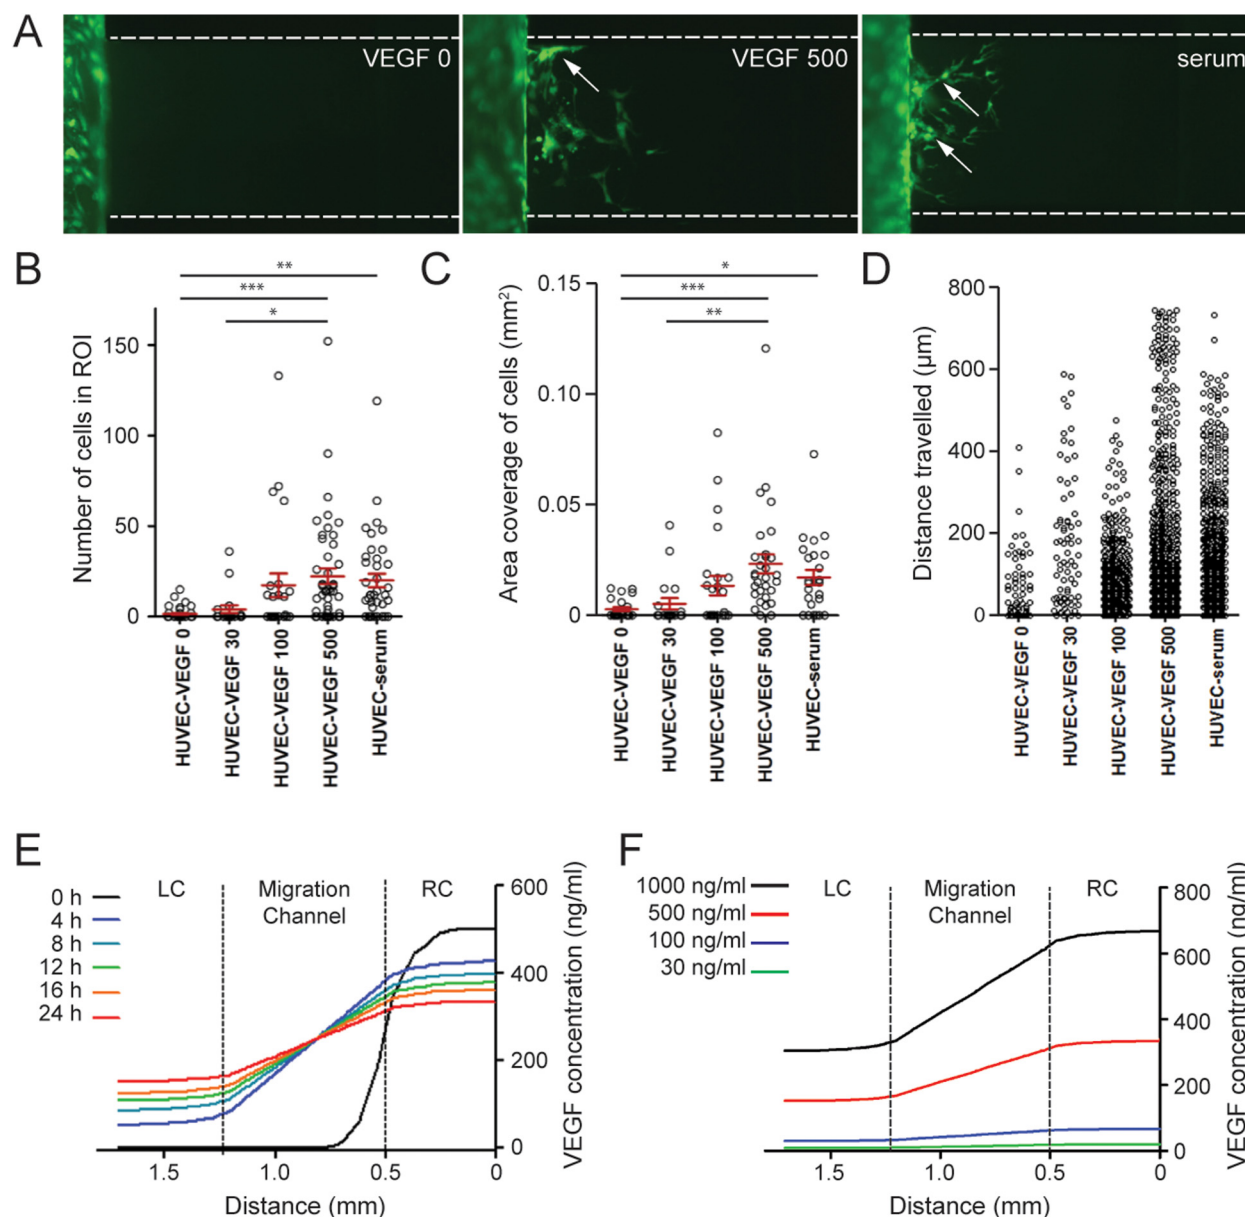 A
VEGF 0
VEGF 500
serum
B
**
***
*
Number of cells in ROI
150
100
50
0
HUVEC-VEGF 0
HUVEC-VEGF 30
HUVEC-VEGF 100
HUVEC-VEGF 500
HUVEC-serum
C
*
***
**
Area coverage of cells (mm²)
0.15
0.10
0.05
0
HUVEC-VEGF 0
HUVEC-VEGF 30
HUVEC-VEGF 100
HUVEC-VEGF 500
HUVEC-serum
D
Distance travelled (µm)
800
600
400
200
0
HUVEC-VEGF 0
HUVEC-VEGF 30
HUVEC-VEGF 100
HUVEC-VEGF 500
HUVEC-serum
E
0 h
4 h
8 h
12 h
16 h
24 h
LC
Migration
Channel
RC
600
400
200
0
VEGF concentration (ng/ml)
1.5
1.0
0.5
0
Distance (mm)
F
1000 ng/ml
500 ng/ml
100 ng/ml
30 ng/ml
LC
Migration
Channel
RC
800
600
400
200
0
VEGF concentration (ng/ml)
1.5
1.0
0.5
0
Distance (mm)